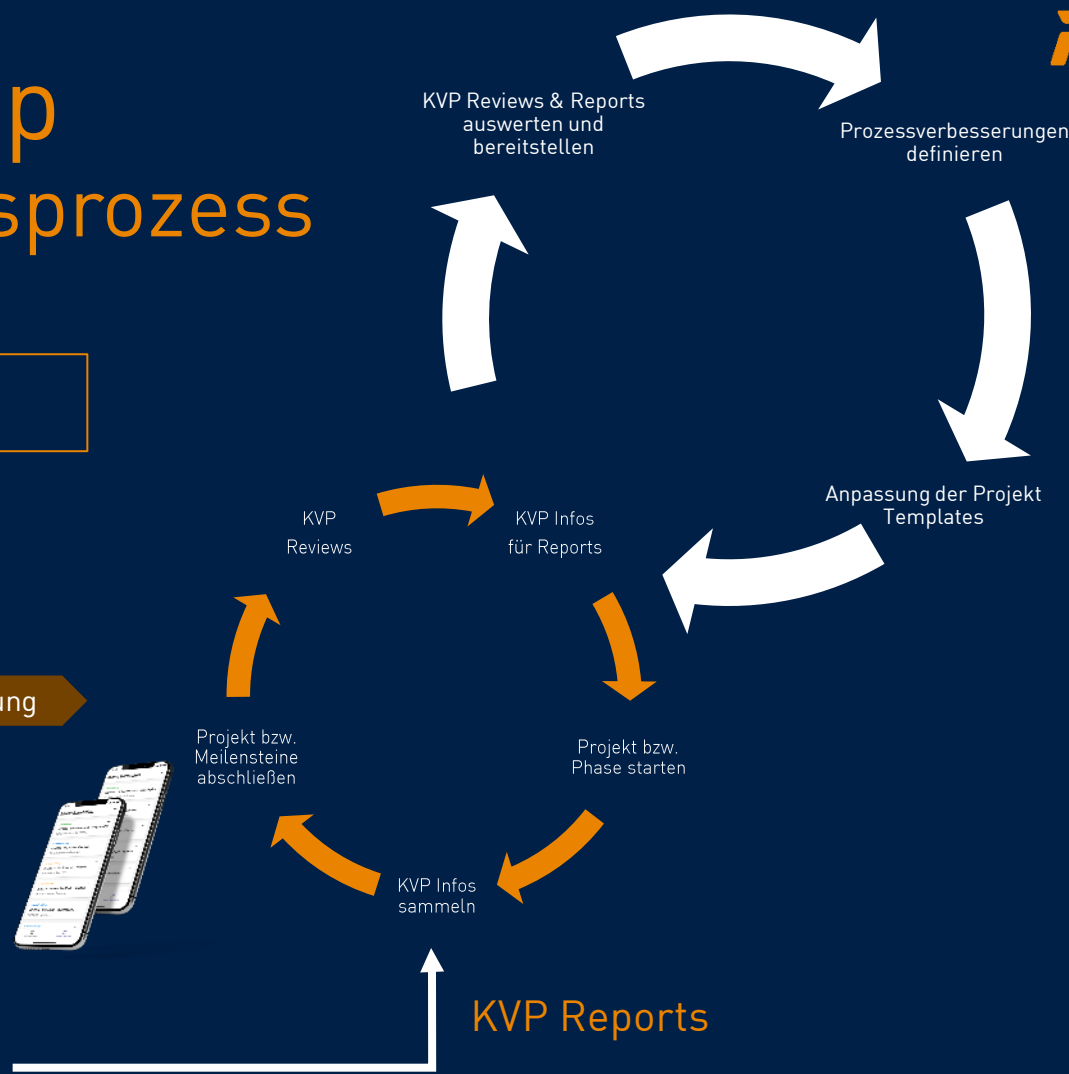 p
sprozess
KVP Reviews & Reports
auswerten und
bereitstellen
Prozessverbesserungen
definieren
Anpassung der Projekt
Templates
KVP
Reviews
KVP Infos
für Reports
ung
Projekt bzw.
Meilensteine
abschließen
Projekt bzw.
Phase starten
KVP Infos
sammeln
KVP Reports